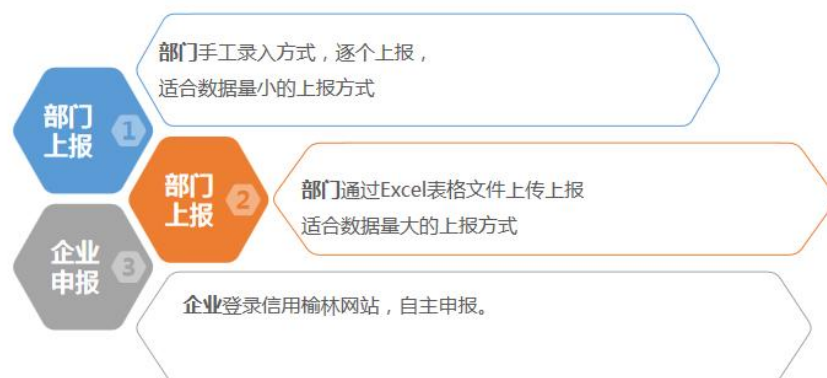 部门
上报
1
部门手工录入方式，逐个上报，
适合数据量小的上报方式
部门
上报
2
部门通过Excel表格文件上传上报
适合数据量大的上报方式
企业
申报
3
企业登录信用榆林网站，自主申报。